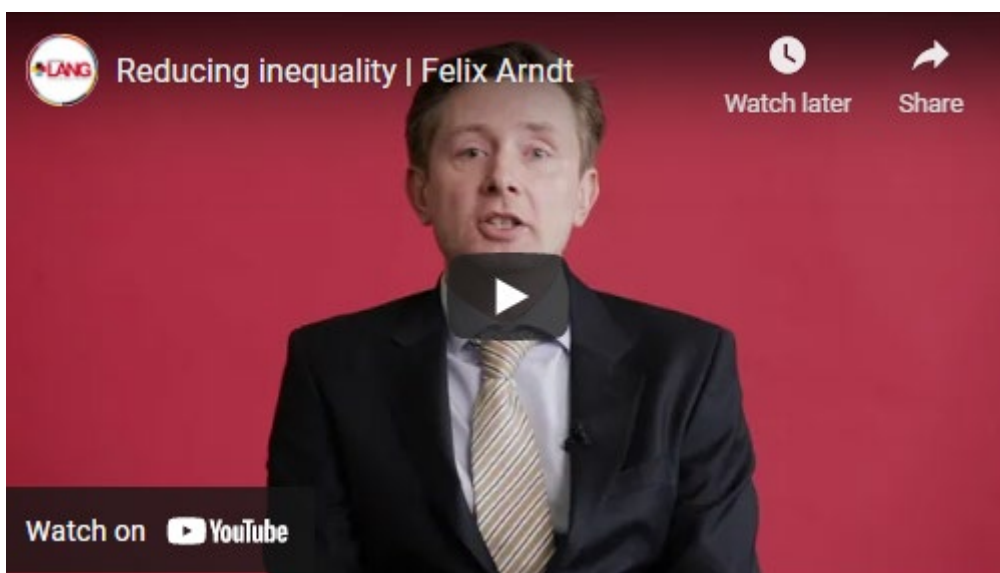 LANG
Reducing inequality | Felix Arndt
Watch later
Share
Watch on YouTube